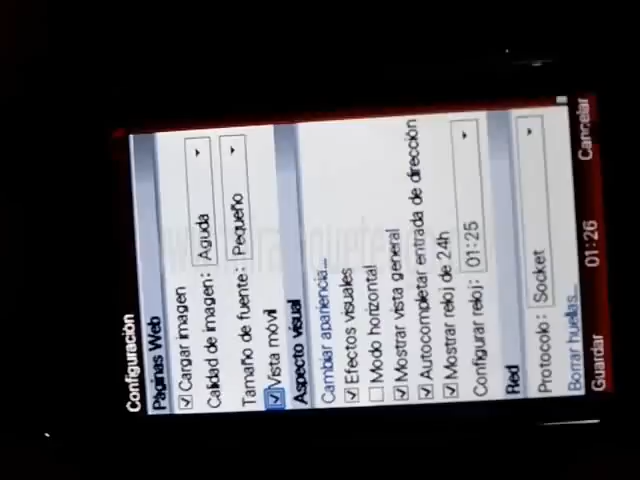 Configuración
Páginas Web
Cargar imagen
Calidad de imagen: Aguda
Tamaño de fuente: Pequeño
Vista móvil
Aspecto visual
Cambiar apariencia...
Efectos visuales
Modo horizontal
Mostrar vista general
Autocompletar entrada de dirección
Mostrar reloj de 24h
Configurar reloj: 01:25
Red
Protocolo: Socket
Borrar huellas...
Guardar 01:26 Cancelar